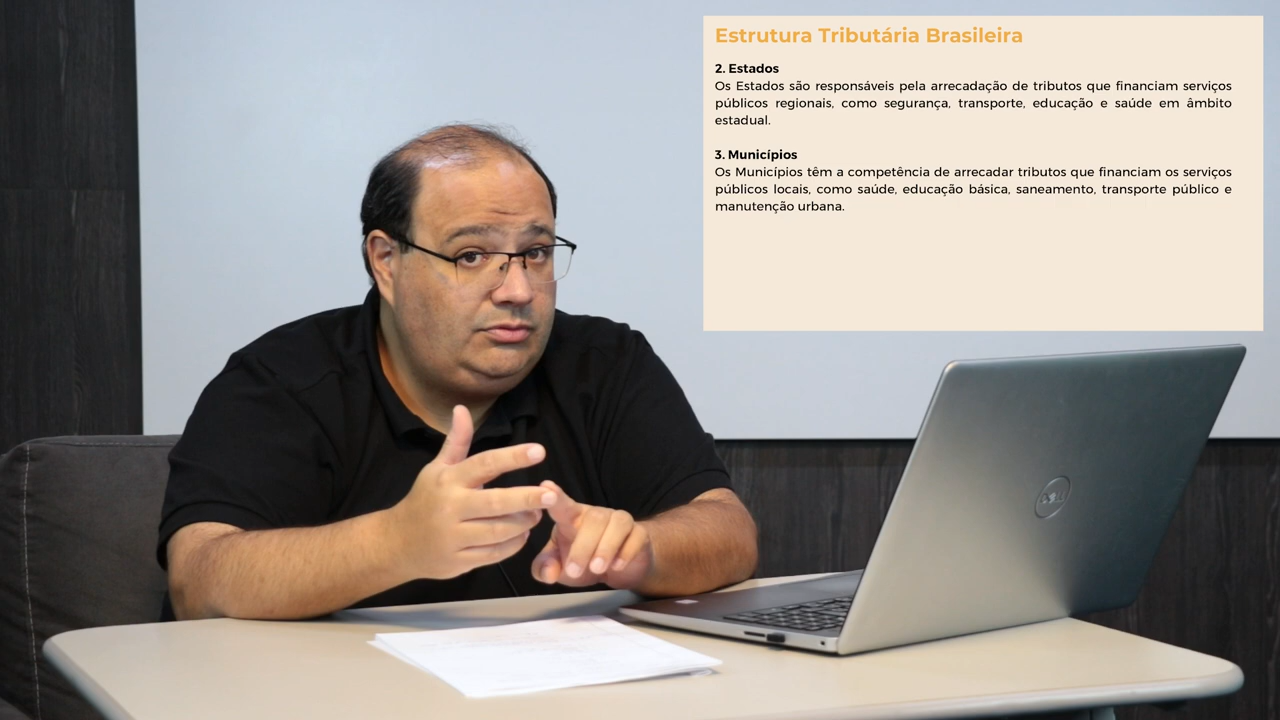 Estrutura Tributária Brasileira
2. Estados
Os Estados são responsáveis pela arrecadação de tributos que financiam serviços
públicos regionais, como segurança, transporte, educação e saúde em âmbito
estadual.
3. Municípios
Os Municípios têm a competência de arrecadar tributos que financiam os serviços
públicos locais, como saúde, educação básica, saneamento, transporte público e
manutenção urbana.
DELL